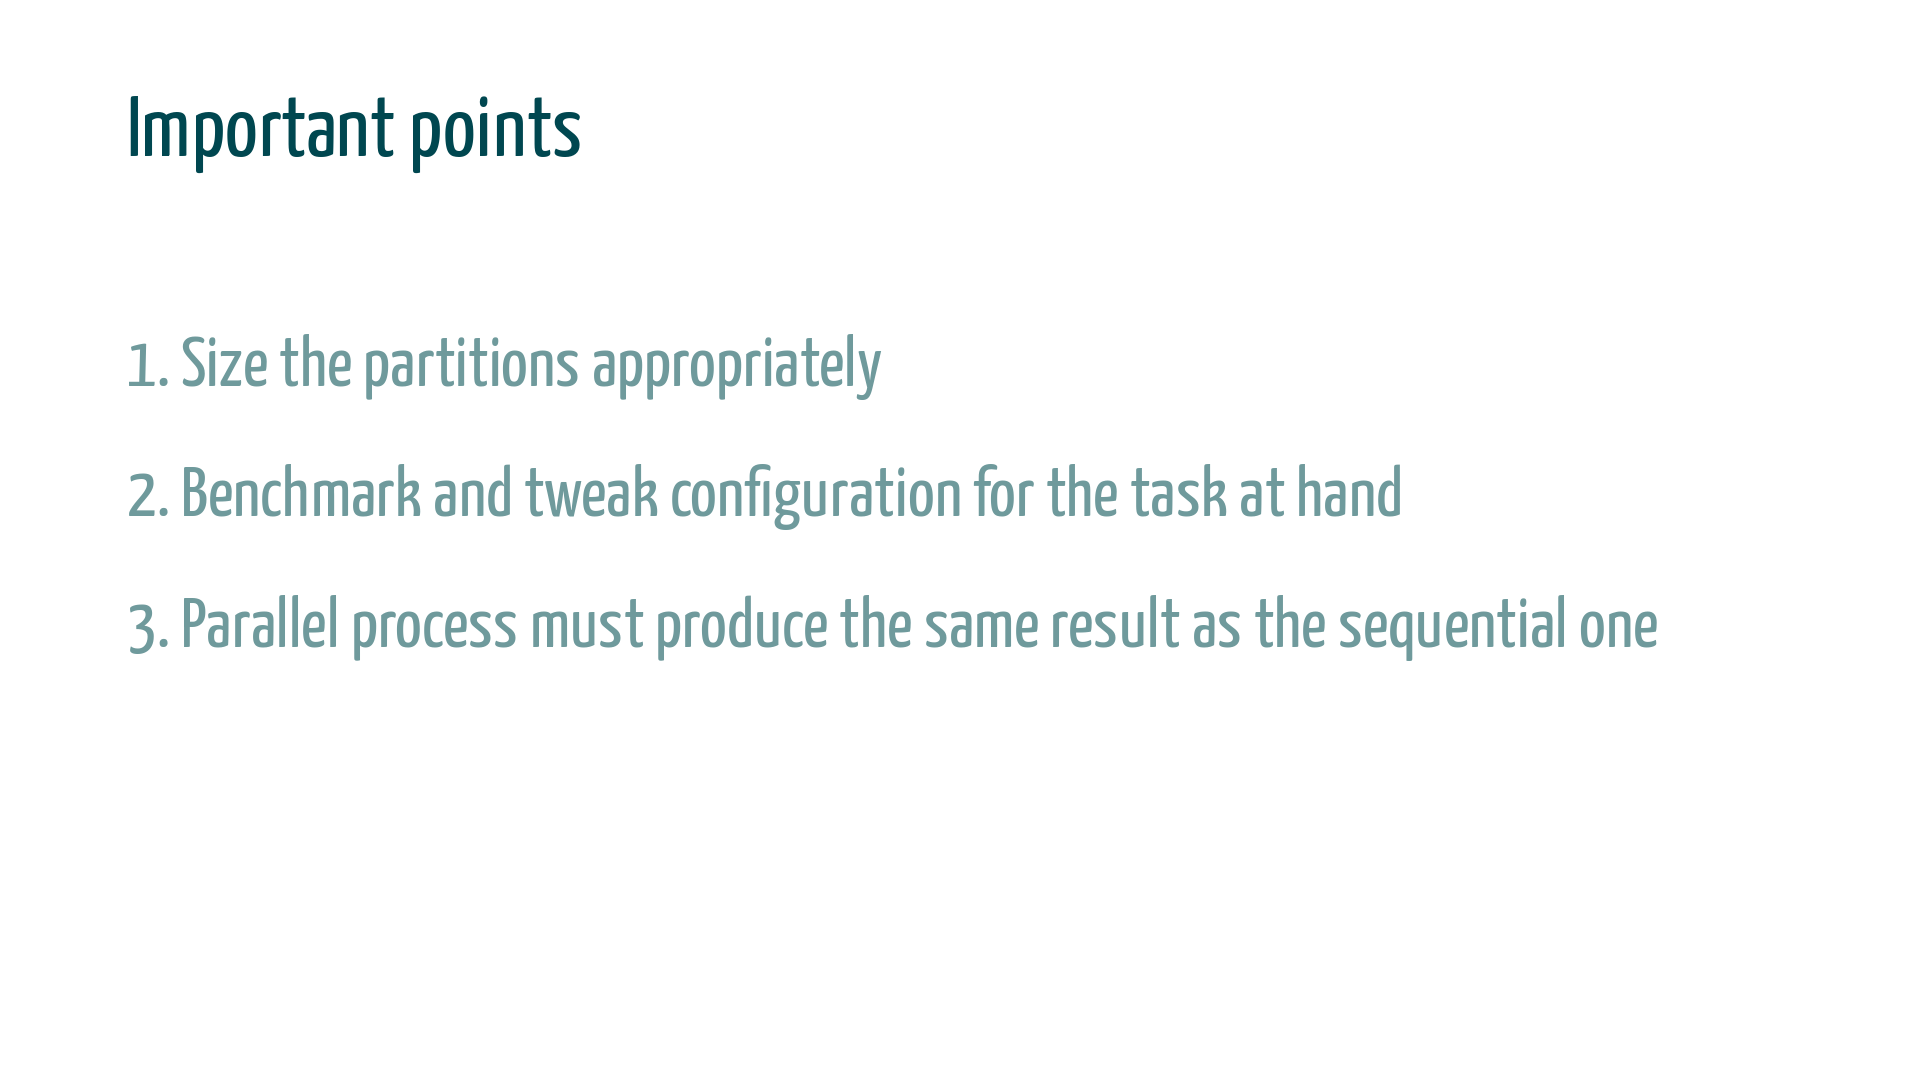 Important points
1. Size the partitions appropriately
2. Benchmark and tweak configuration for the task at hand
3. Parallel process must produce the same result as the sequential one